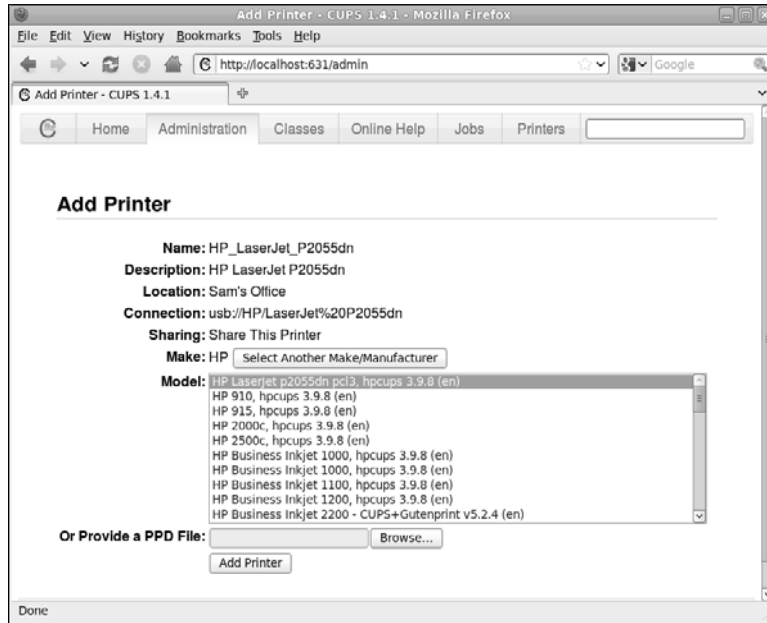 Add Printer - CUPS 1.4.1 - Mozilla Firefox
File Edit View History Bookmarks Tools Help
http://localhost:631/admin
Google
Add Printer - CUPS 1.4.1
Home Administration Classes Online Help Jobs Printers
Add Printer
Name: HP_LaserJet_P2055dn
Description: HP LaserJet P2055dn
Location: Sam's Office
Connection: usb://HP/LaserJet%20P2055dn
Sharing: Share This Printer
Make: HP Select Another Make/Manufacturer
Model: HP LaserJet p2055dn pcl3, hpcups 3.9.8 (en)
HP 910, hpcups 3.9.8 (en)
HP 915, hpcups 3.9.8 (en)
HP 2000c, hpcups 3.9.8 (en)
HP 2500c, hpcups 3.9.8 (en)
HP Business Inkjet 1000, hpcups 3.9.8 (en)
HP Business Inkjet 1000, hpcups 3.9.8 (en)
HP Business Inkjet 1100, hpcups 3.9.8 (en)
HP Business Inkjet 1200, hpcups 3.9.8 (en)
HP Business Inkjet 2200 - CUPS+Gutenprint v5.2.4 (en)
Or Provide a PPD File: Browse...
Add Printer
Done